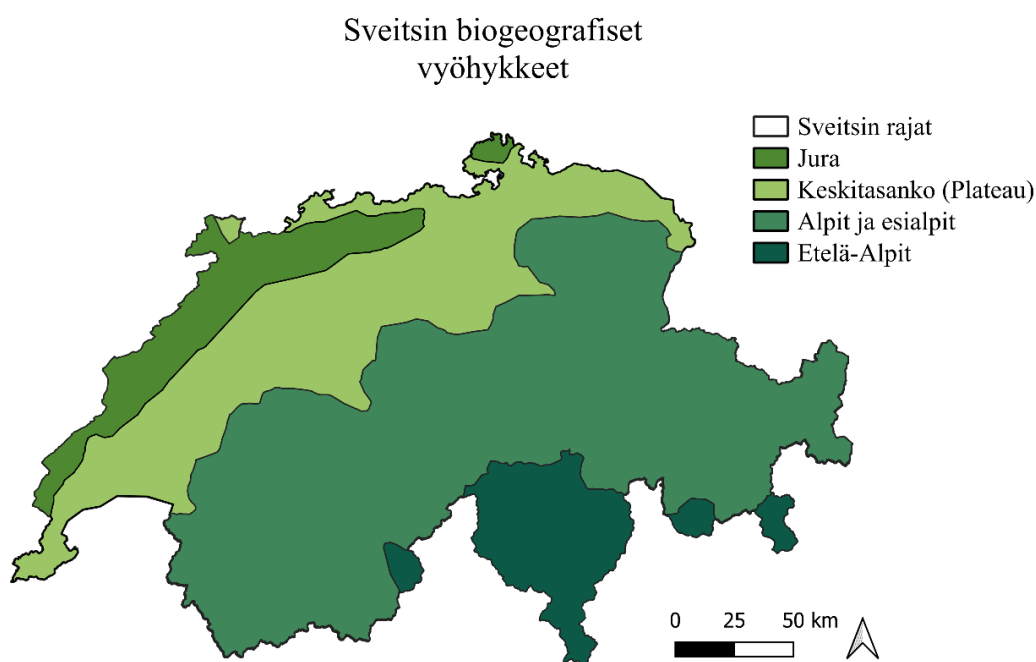 Sveitsin biogeografiset
vyöhykkeet
Sveitsin rajat
Jura
Keskitasanko (Plateau)
Alpit ja esialpit
Etelä-Alpit
0 25 50 km